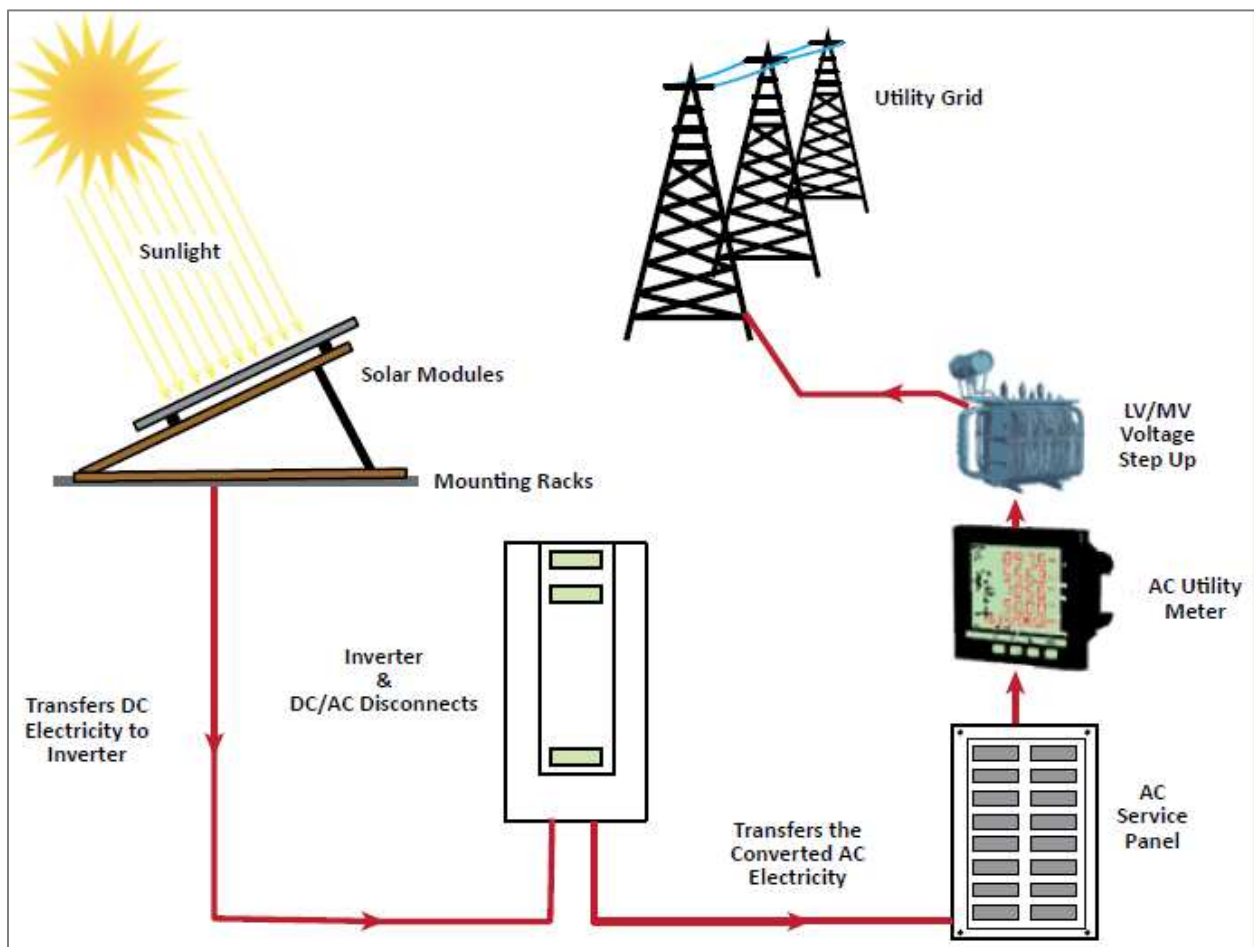 Utility Grid
Sunlight
Solar Modules
Mounting Racks
LV/MV
Voltage
Step Up
AC Utility
Meter
Inverter
&
DC/AC Disconnects
Transfers DC
Electricity to
Inverter
Transfers the
Converted AC
Electricity
AC
Service
Panel